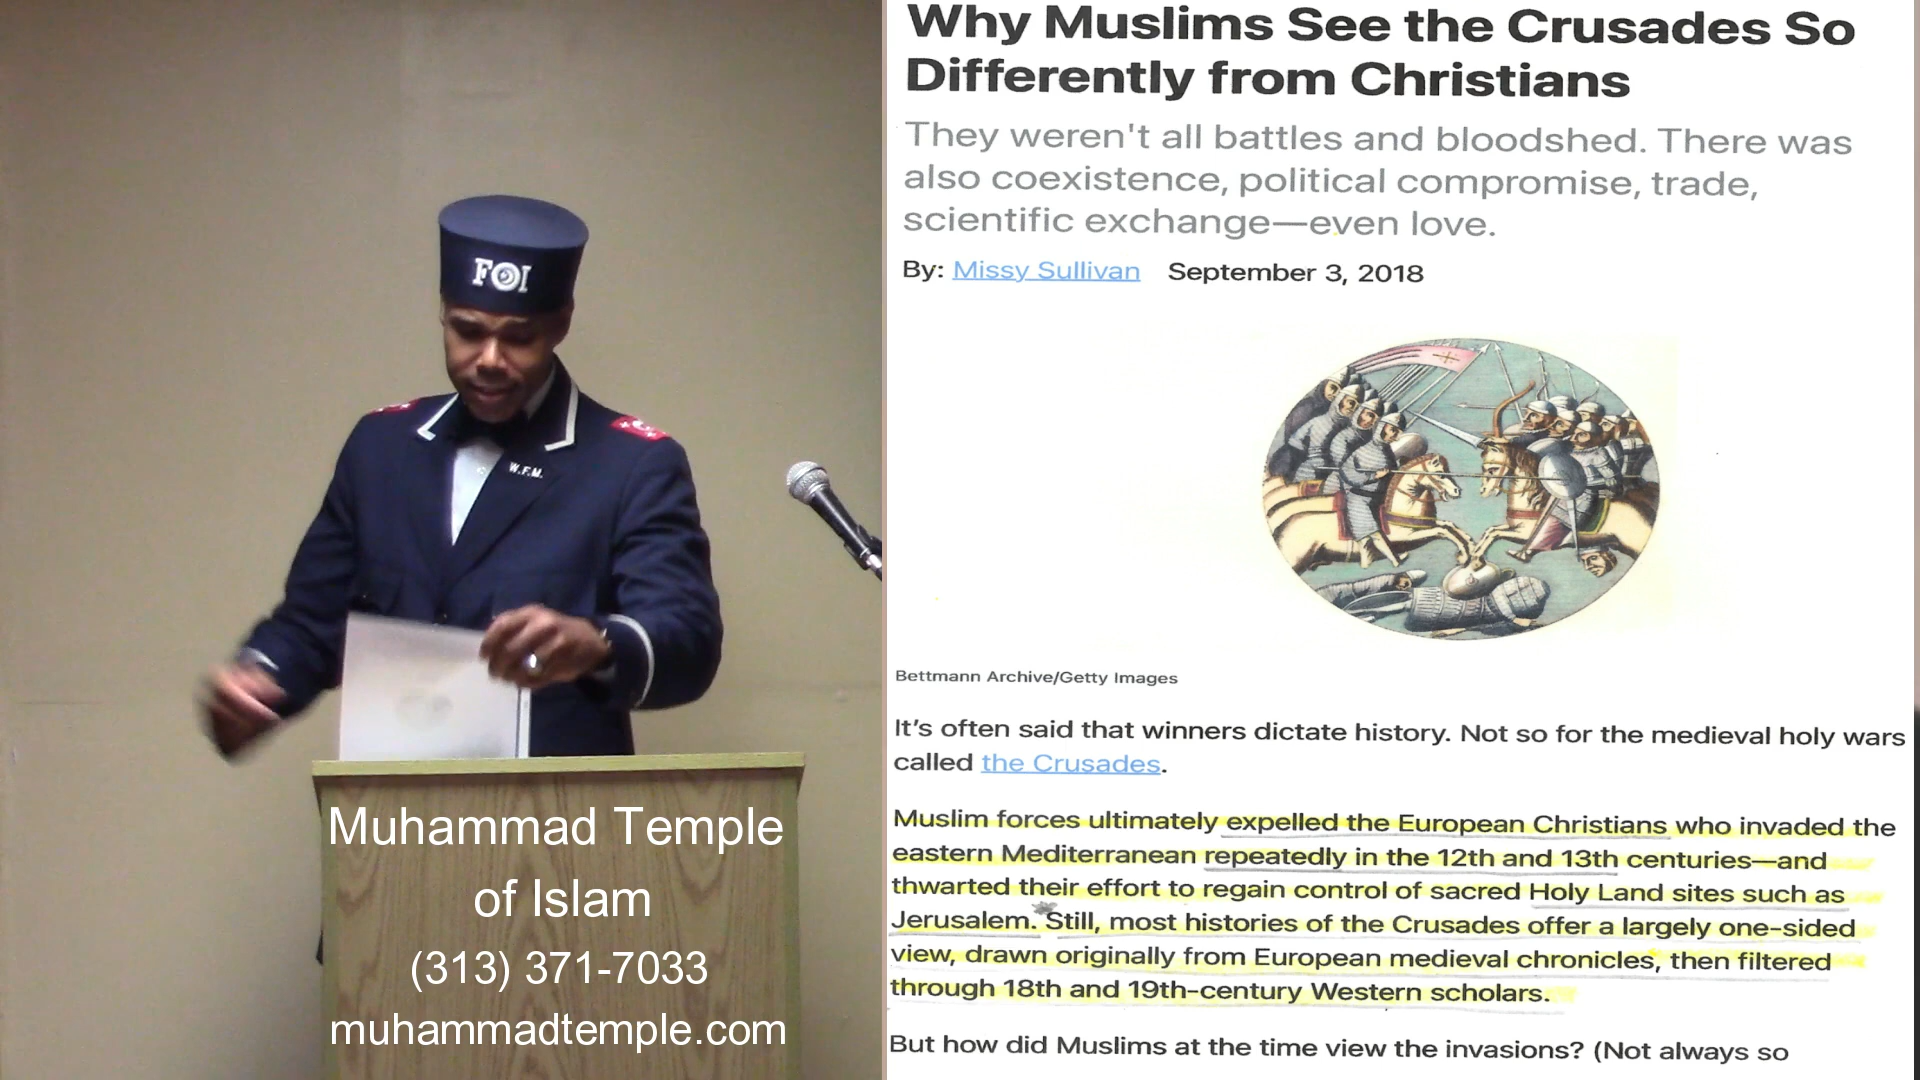 FOI
W.F.M.
Muhammad Temple
of Islam
(313) 371-7033
muhammadtemple.com
Why Muslims See the Crusades So
Differently from Christians
They weren't all battles and bloodshed. There was
also coexistence, political compromise, trade,
scientific exchange—even love.
By: Missy Sullivan September 3, 2018
Bettmann Archive/Getty Images
It's often said that winners dictate history. Not so for the medieval holy wars
called the Crusades.
Muslim forces ultimately expelled the European Christians who invaded the
eastern Mediterranean repeatedly in the 12th and 13th centuries—and
thwarted their effort to regain control of sacred Holy Land sites such as
Jerusalem. Still, most histories of the Crusades offer a largely one-sided
view, drawn originally from European medieval chronicles, then filtered
through 18th and 19th-century Western scholars.
But how did Muslims at the time view the invasions? (Not always so